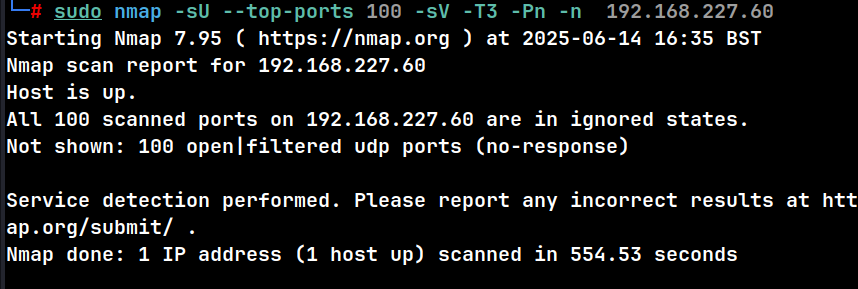 └─# sudo nmap -sU --top-ports 100 -sV -T3 -Pn -n  192.168.227.60
Starting Nmap 7.95 ( https://nmap.org ) at 2025-06-14 16:35 BST
Nmap scan report for 192.168.227.60
Host is up.
All 100 scanned ports on 192.168.227.60 are in ignored states.
Not shown: 100 open|filtered udp ports (no-response)

Service detection performed. Please report any incorrect results at htt
ap.org/submit/ .
Nmap done: 1 IP address (1 host up) scanned in 554.53 seconds